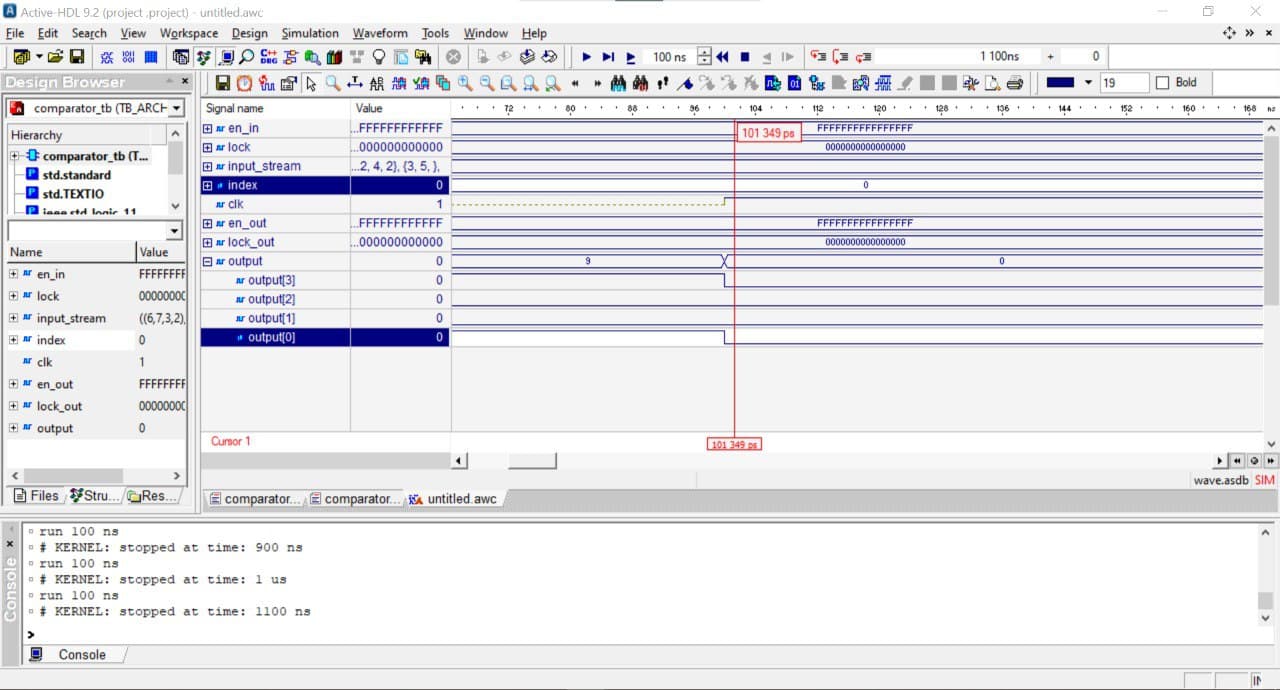 Active-HDL 9.2 (project .project) - untitled.awc
File Edit Search View Workspace Design Simulation Waveform Tools Window Help
100 ns 1 100ns + 0
Design Browser
19 Bold
comparator_tb (TB_ARCH
Hierarchy
comparator_tb (T...
std.standard
std.TEXTIO
ieee.std_logic_11
Name Value
en_in FFFFFFFF
lock 00000000
input_stream ((6,7,3,2),
index 0
clk 1
en_out FFFFFFFF
lock_out 00000000
output 0
Files Stru... Res...
Signal name Value 72 80 88 96 104 112 120 128 136 144 152 160 168 ns
en_in ...FFFFFFFFFFFF FFFFFFFFFFFFFFFF
101 349 ps
lock ...000000000000 0000000000000000
input_stream ...2, 4, 2}, {3, 5, },
index 0 0
clk 1
en_out ...FFFFFFFFFFFF FFFFFFFFFFFFFFFF
lock_out ...000000000000 0000000000000000
output 0 9 0
output[3] 0
output[2] 0
output[1] 0
output[0] 0
Cursor 1 101 349 ps
wave.asdb SIM
comparator... comparator... untitled.awc
Console
run 100 ns
# KERNEL: stopped at time: 900 ns
run 100 ns
# KERNEL: stopped at time: 1 us
run 100 ns
# KERNEL: stopped at time: 1100 ns
>
Console